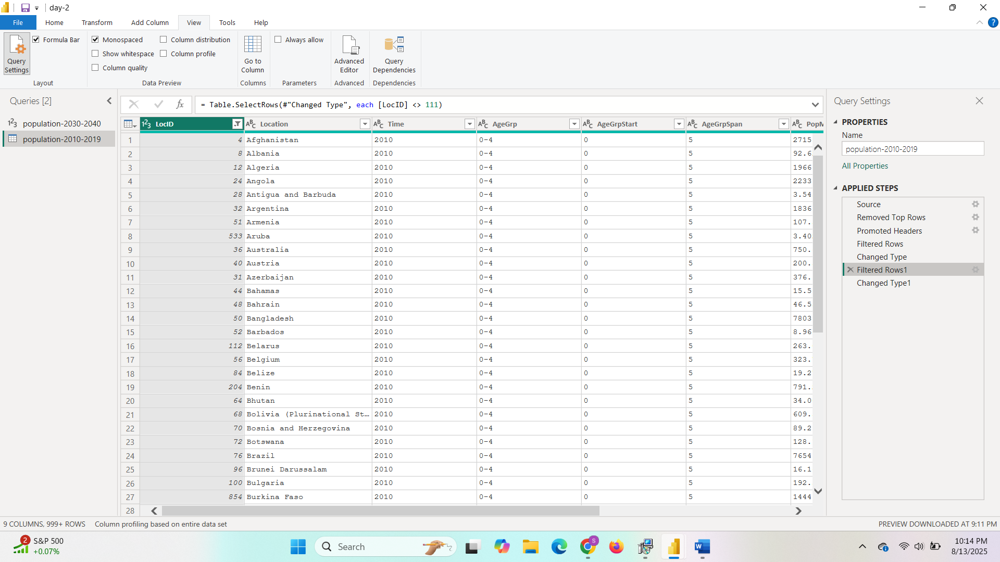 day-2
File Home Transform Add Column View Tools Help
Formula Bar
Monospaced
Column distribution
Show whitespace
Column profile
Column quality
Always allow
Query Settings
Go to Column
Advanced Editor
Query Dependencies
Layout Data Preview Columns Parameters Advanced Dependencies
Queries [2]
population-2030-2040
population-2010-2019
= Table.SelectRows(#"Changed Type", each [LocID] <> 111)
LocID Location Time AgeGrp AgeGrpStart AgeGrpSpan PopM
1 4 Afghanistan 2010 0-4 0 5 2715
2 8 Albania 2010 0-4 0 5 92.6
3 12 Algeria 2010 0-4 0 5 1966
4 24 Angola 2010 0-4 0 5 2233
5 28 Antigua and Barbuda 2010 0-4 0 5 3.54
6 32 Argentina 2010 0-4 0 5 1836
7 51 Armenia 2010 0-4 0 5 107.
8 533 Aruba 2010 0-4 0 5 3.40
9 36 Australia 2010 0-4 0 5 750.
10 40 Austria 2010 0-4 0 5 200.
11 31 Azerbaijan 2010 0-4 0 5 376.
12 44 Bahamas 2010 0-4 0 5 15.5
13 48 Bahrain 2010 0-4 0 5 46.5
14 50 Bangladesh 2010 0-4 0 5 7803
15 52 Barbados 2010 0-4 0 5 8.96
16 112 Belarus 2010 0-4 0 5 263.
17 56 Belgium 2010 0-4 0 5 323.
18 84 Belize 2010 0-4 0 5 19.2
19 204 Benin 2010 0-4 0 5 791.
20 64 Bhutan 2010 0-4 0 5 34.0
21 68 Bolivia (Plurinational St… 2010 0-4 0 5 609.
22 70 Bosnia and Herzegovina 2010 0-4 0 5 89.2
23 72 Botswana 2010 0-4 0 5 128.
24 76 Brazil 2010 0-4 0 5 7654
25 96 Brunei Darussalam 2010 0-4 0 5 16.1
26 100 Bulgaria 2010 0-4 0 5 192.
27 854 Burkina Faso 2010 0-4 0 5 1444
28
Query Settings
PROPERTIES
Name
population-2010-2019
All Properties
APPLIED STEPS
Source
Removed Top Rows
Promoted Headers
Filtered Rows
Changed Type
Filtered Rows1
Changed Type1
9 COLUMNS, 999+ ROWS Column profiling based on entire data set PREVIEW DOWNLOADED AT 9:11 PM
2
S&P 500
+0.07%
Search
10:14 PM
8/13/2025